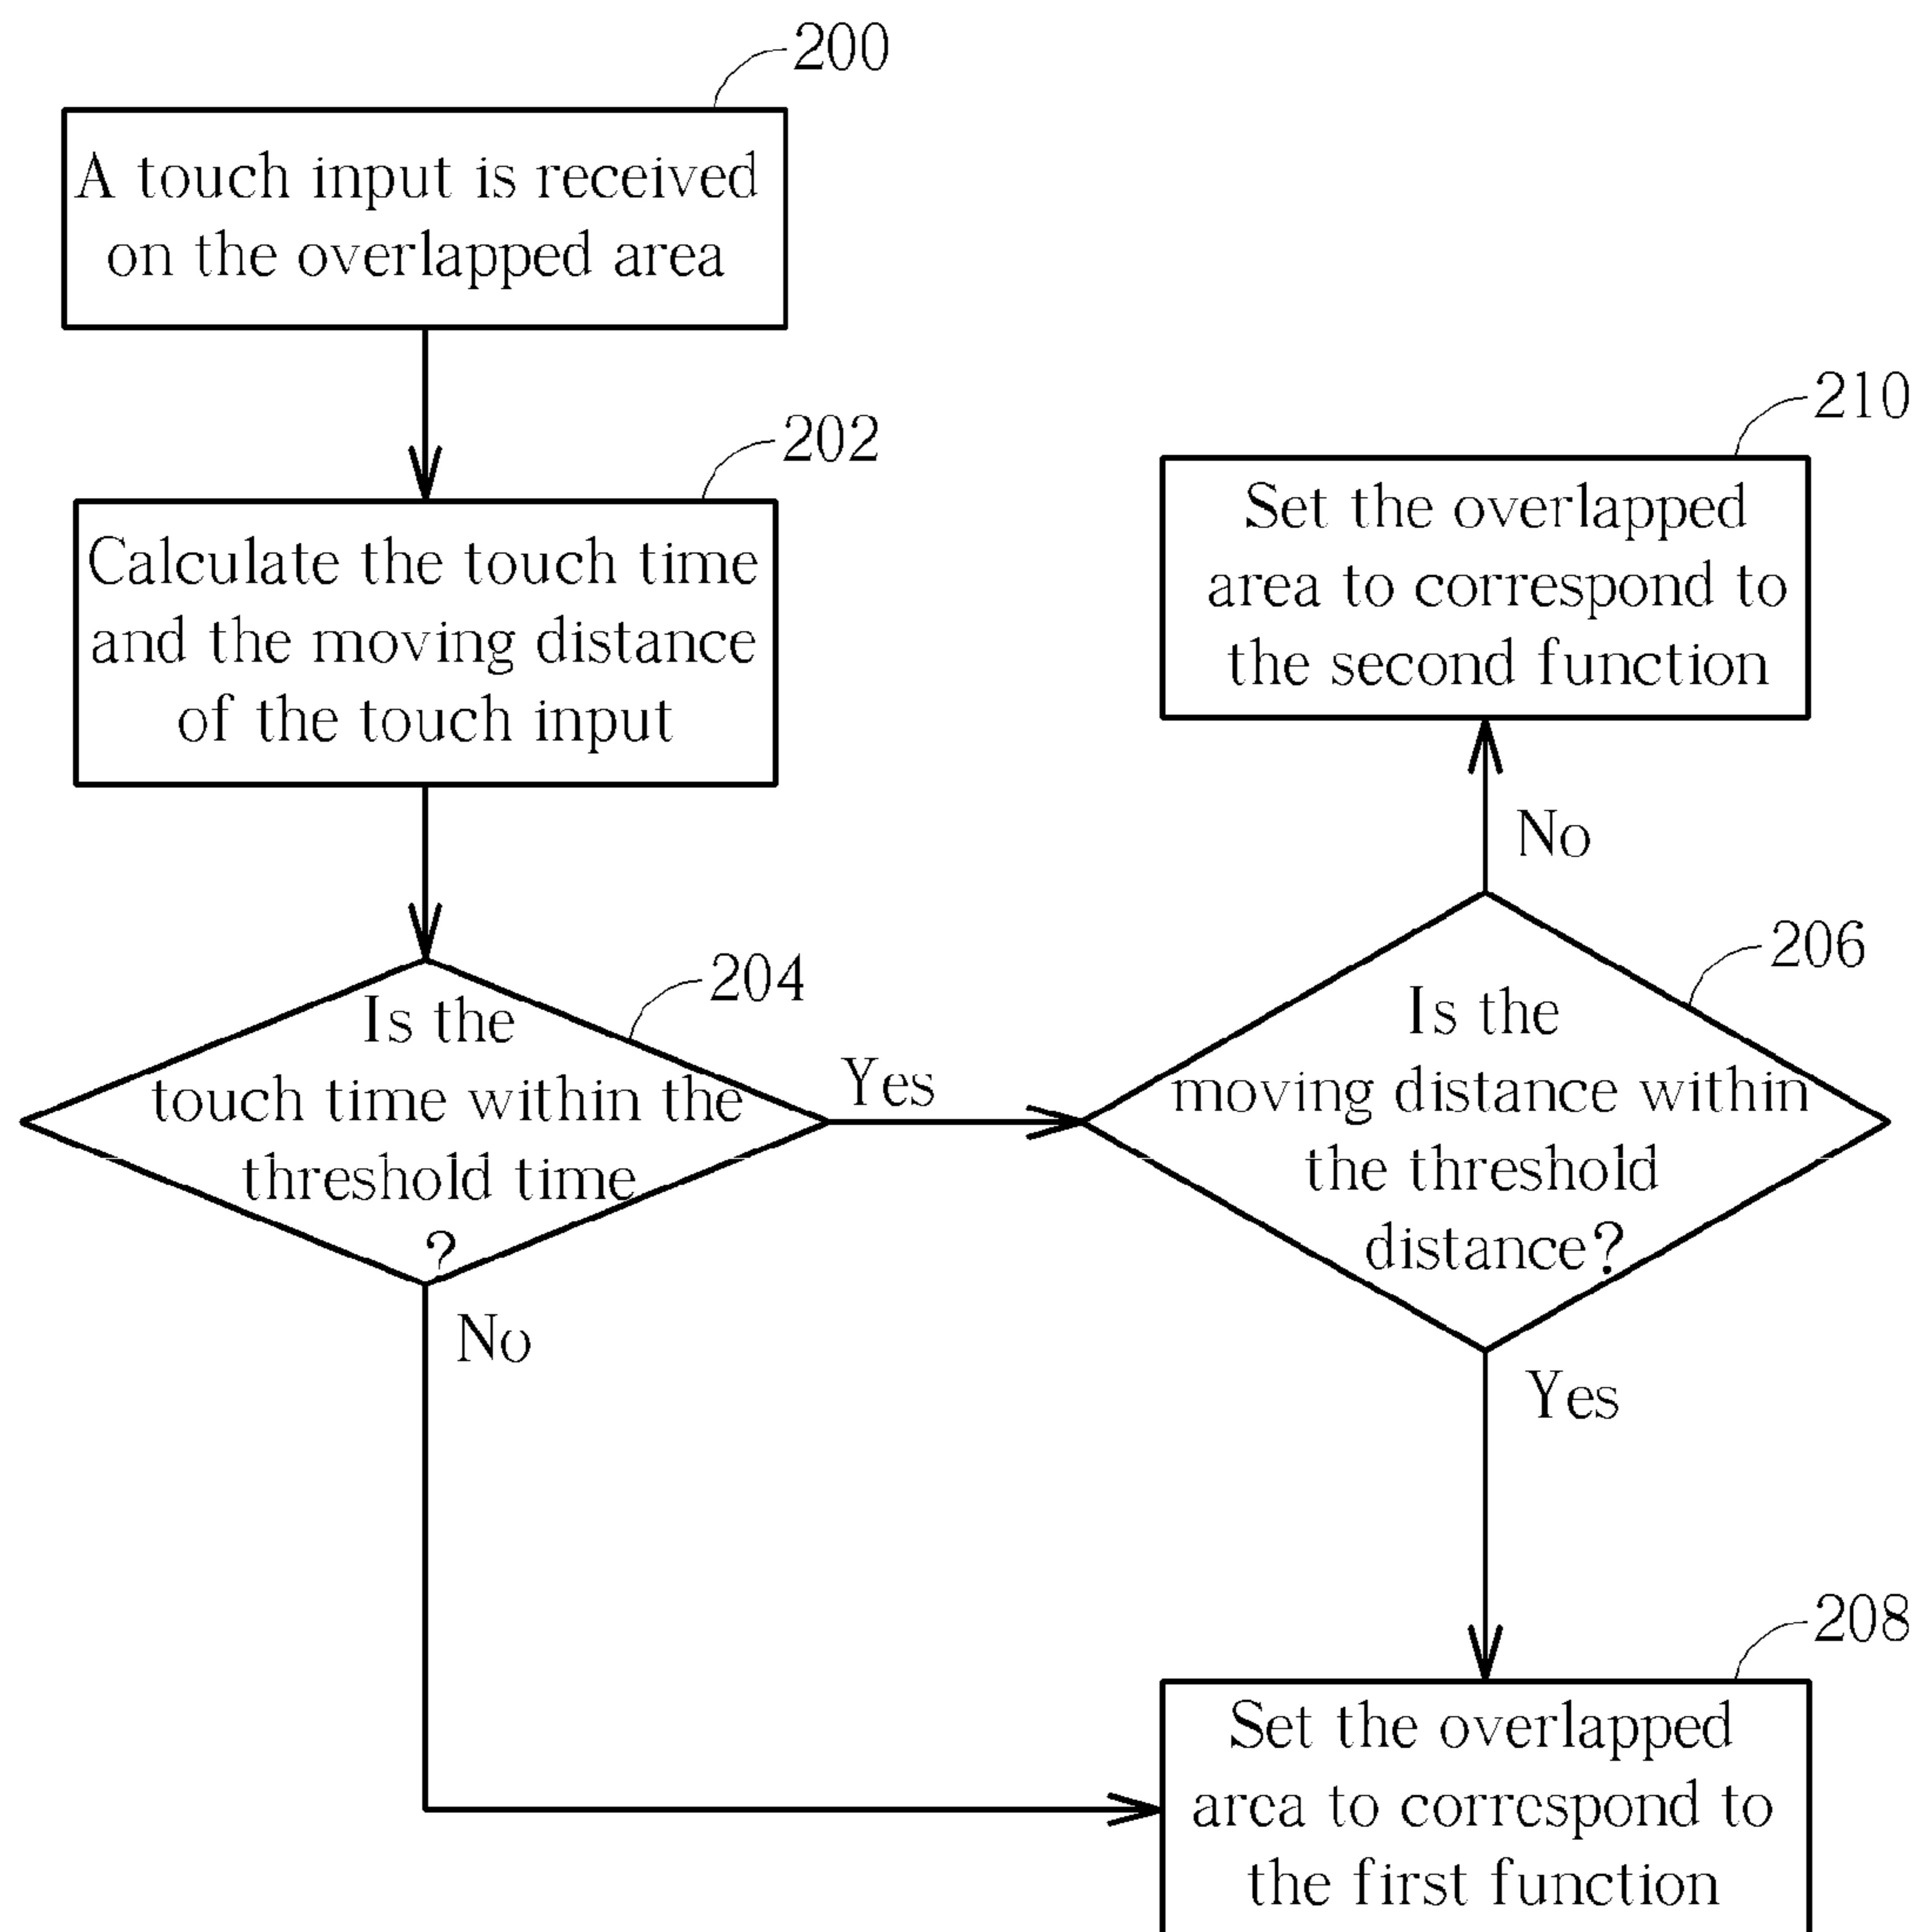 200
A touch input is received
on the overlapped area
202
Calculate the touch time
and the moving distance
of the touch input
210
Set the overlapped
area to correspond to
the second function
No
204
Is the
touch time within the
threshold time
?
Yes
206
Is the
moving distance within
the threshold
distance?
No
Yes
208
Set the overlapped
area to correspond to
the first function